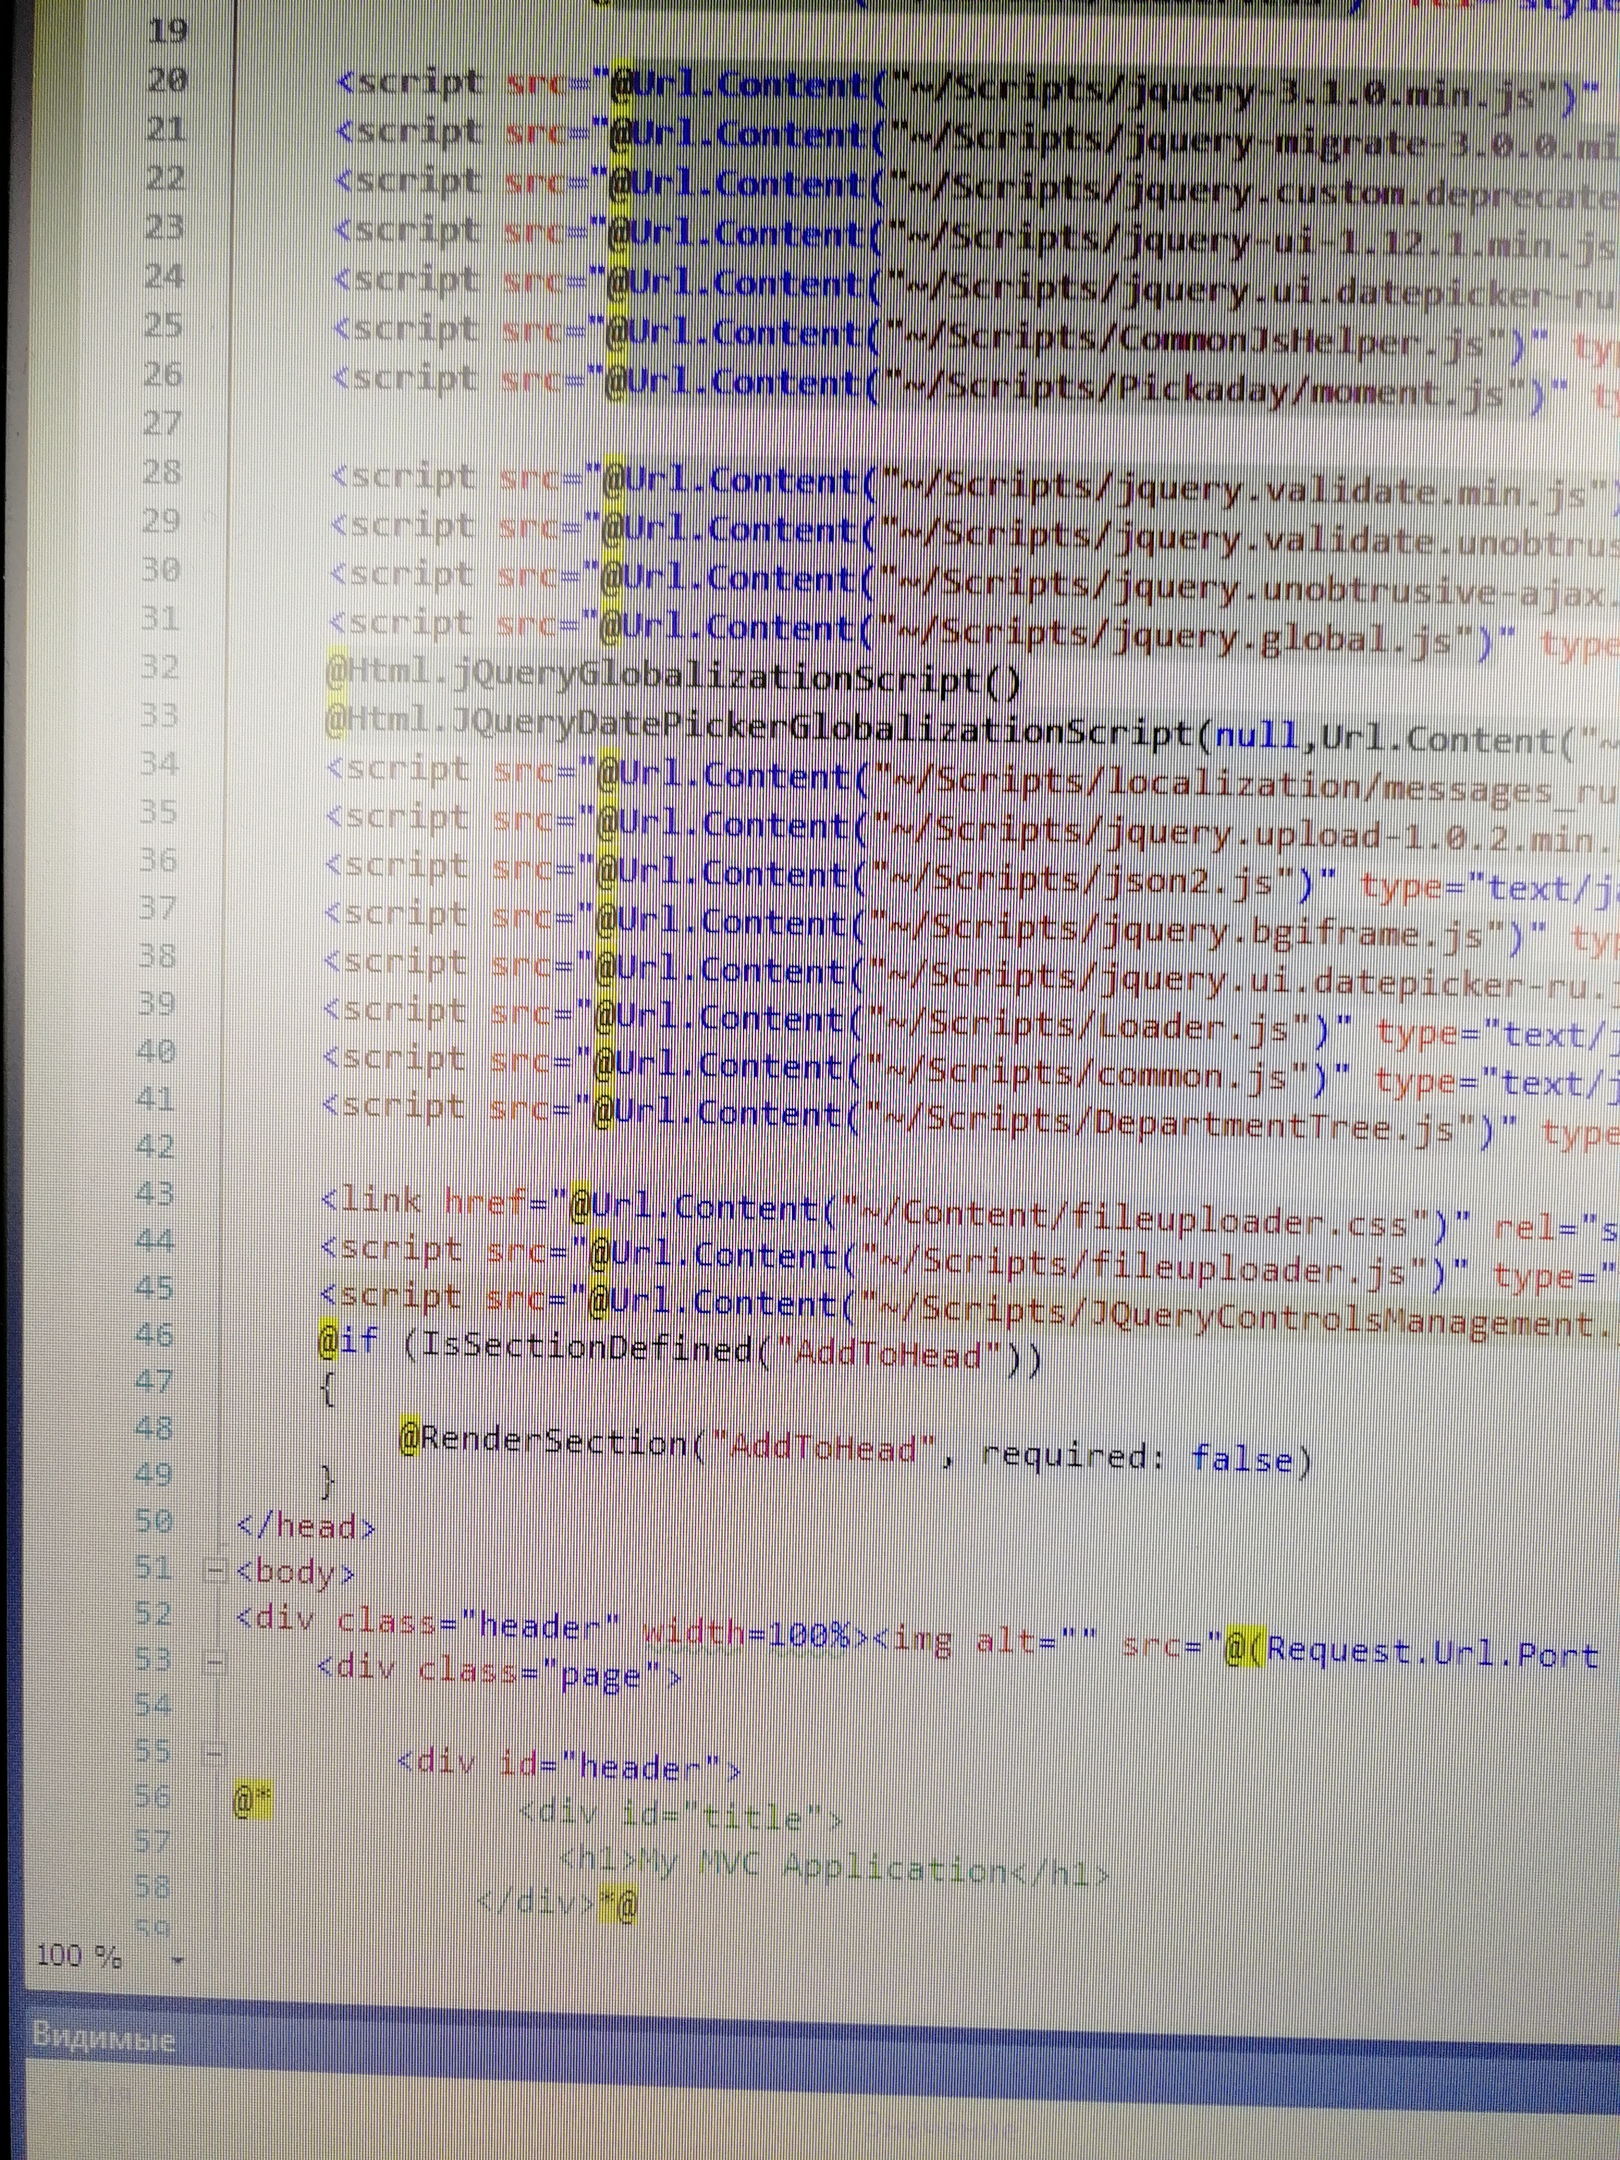 19
20 <script src="@Url.Content("~/Scripts/jquery-3.1.0.min.js")"
21 <script src="@Url.Content("~/Scripts/jquery-migrate-3.0.0.mi
22 <script src="@Url.Content("~/Scripts/jquery.custom.deprecate
23 <script src="@Url.Content("~/Scripts/jquery-ui-1.12.1.min.js
24 <script src="@Url.Content("~/Scripts/jquery.ui.datepicker-ru
25 <script src="@Url.Content("~/Scripts/CommonJsHelper.js")" typ
26 <script src="@Url.Content("~/Scripts/Pickaday/moment.js")" t
27
28 <script src="@Url.Content("~/Scripts/jquery.validate.min.js")
29 <script src="@Url.Content("~/Scripts/jquery.validate.unobtrus
30 <script src="@Url.Content("~/Scripts/jquery.unobtrusive-ajax.
31 <script src="@Url.Content("~/Scripts/jquery.global.js")" type
32 @Html.jQueryGlobalizationScript()
33 @Html.JQueryDatePickerGlobalizationScript(null,Url.Content("~
34 <script src="@Url.Content("~/Scripts/localization/messages_ru
35 <script src="@Url.Content("~/Scripts/jquery.upload-1.0.2.min.
36 <script src="@Url.Content("~/Scripts/json2.js")" type="text/j
37 <script src="@Url.Content("~/Scripts/jquery.bgiframe.js")" typ
38 <script src="@Url.Content("~/Scripts/jquery.ui.datepicker-ru.
39 <script src="@Url.Content("~/Scripts/Loader.js")" type="text/j
40 <script src="@Url.Content("~/Scripts/common.js")" type="text/j
41 <script src="@Url.Content("~/Scripts/DepartmentTree.js")" type
42
43 <link href="@Url.Content("~/Content/fileuploader.css")" rel="s
44 <script src="@Url.Content("~/Scripts/fileuploader.js")" type="
45 <script src="@Url.Content("~/Scripts/JQueryControlsManagement.
46 @if (IsSectionDefined("AddToHead"))
47 {
48 @RenderSection("AddToHead", required: false)
49 }
50 </head>
51 <body>
52 <div class="header" width=100%><img alt="" src="@(Request.Url.Port
53 <div class="page">
54
55 <div id="header">
56 @* <div id="title">
57 <h1>My MVC Application</h1>
58 </div>*@
59
100 %
Видимые